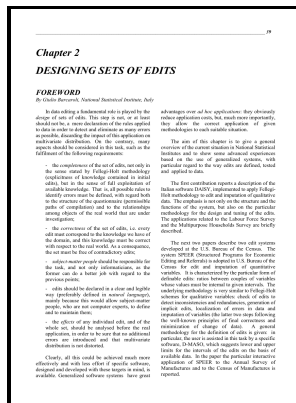 39
Chapter 2
DESIGNING SETS OF EDITS
FOREWORD
By Giulio Barcaroli, National Statistical Institute, Italy
In data editing a fundamental role is played by the
design of sets of edits. This step is not, or at least
should not be, a mere declaration of the rules applied
to data in order to detect and eliminate as many errors
as possible, discarding the impact of this application on
multivariate distributions. On the contrary, many
aspects should be considered in this task, such as the
fulfilment of the following requirements:
- the completeness of the set of edits, not only in
the sense stated by Fellegi-Holt methodology
(explicitness of knowledge contained in initial
edits), but in the sense of full exploitation of
available knowledge. That is, all possible rules to
identify errors must be defined, with regard both
to the structure of the questionnaire (permissible
paths of compilation) and to the relationships
among objects of the real world that are under
investigation;
- the correctness of the set of edits, i.e. every
edit must correspond to the knowledge we have of
the domain, and this knowledge must be correct
with respect to the real world. As a consequence,
the set must be free of contradictory edits;
- subject-matter people should be responsible for
the task, and not only informaticians, as the
former can do a better job with regard to the
previous points;
- edits should be declared in a clear and legible
way (preferably defined in natural languages),
mainly because this would allow subject-matter
people, who are not computer experts, to define
and to maintain them;
- the effects of any individual edit, and of the
whole set, should be analysed before the real
application, in order to be sure that no additional
errors are introduced and that multivariate
distribution is not distorted.
Clearly, all this could be achieved much more
effectively and with less effort if specific software,
designed and developed with these targets in mind, is
available. Generalized software systems have great
advantages over ad hoc applications: they obviously
reduce application costs, but, much more importantly,
they allow the correct application of given
methodologies to each suitable situation.
The aim of this chapter is to give a general
overview of the current situation in National Statistical
Institutes and to show some advanced experiences
based on the use of generalized systems, with
particular regard to the way edits are defined, tested
and applied to data.
The first contribution reports a description of the
Italian software DAISY, implemented to apply Fellegi-
Holt methodology to edit and imputation of qualitative
data. The emphasis is not only on the structure and the
functions of the system, but also on the particular
methodology for the design and tuning of the edits.
The applications related to the Labour Force Survey
and the Multipurpose Households Survey are briefly
described.
The next two papers describe two edit systems
developed at the U.S. Bureau of the Census. The
system SPEER (Structured Programs for Economic
Editing and Referrals) is adopted in U.S. Bureau of the
Census for edit and imputation of quantitative
variables. It is characterized by the particular form of
definable edits: ratios between couples of variables
whose values must be internal to given intervals. The
underlying methodology is very similar to Fellegi-Holt
schemes for qualitative variables: check of edits to
detect inconsistencies and redundancies, generation of
implicit edits, localization of errors in data and
imputation of variables (the latter two steps following
the well-known principles of final correctness and
minimization of change of data). A general
methodology for the definition of edits is given in
particular: the user is assisted in this task by a specific
software, D-MASO, which suggests lower and upper
limits for the intervals of the edits on the basis of
available data. In the paper the particular interactive
application of SPEER to the Annual Survey of
Manufactures and to the Census of Manufactures is
reported.